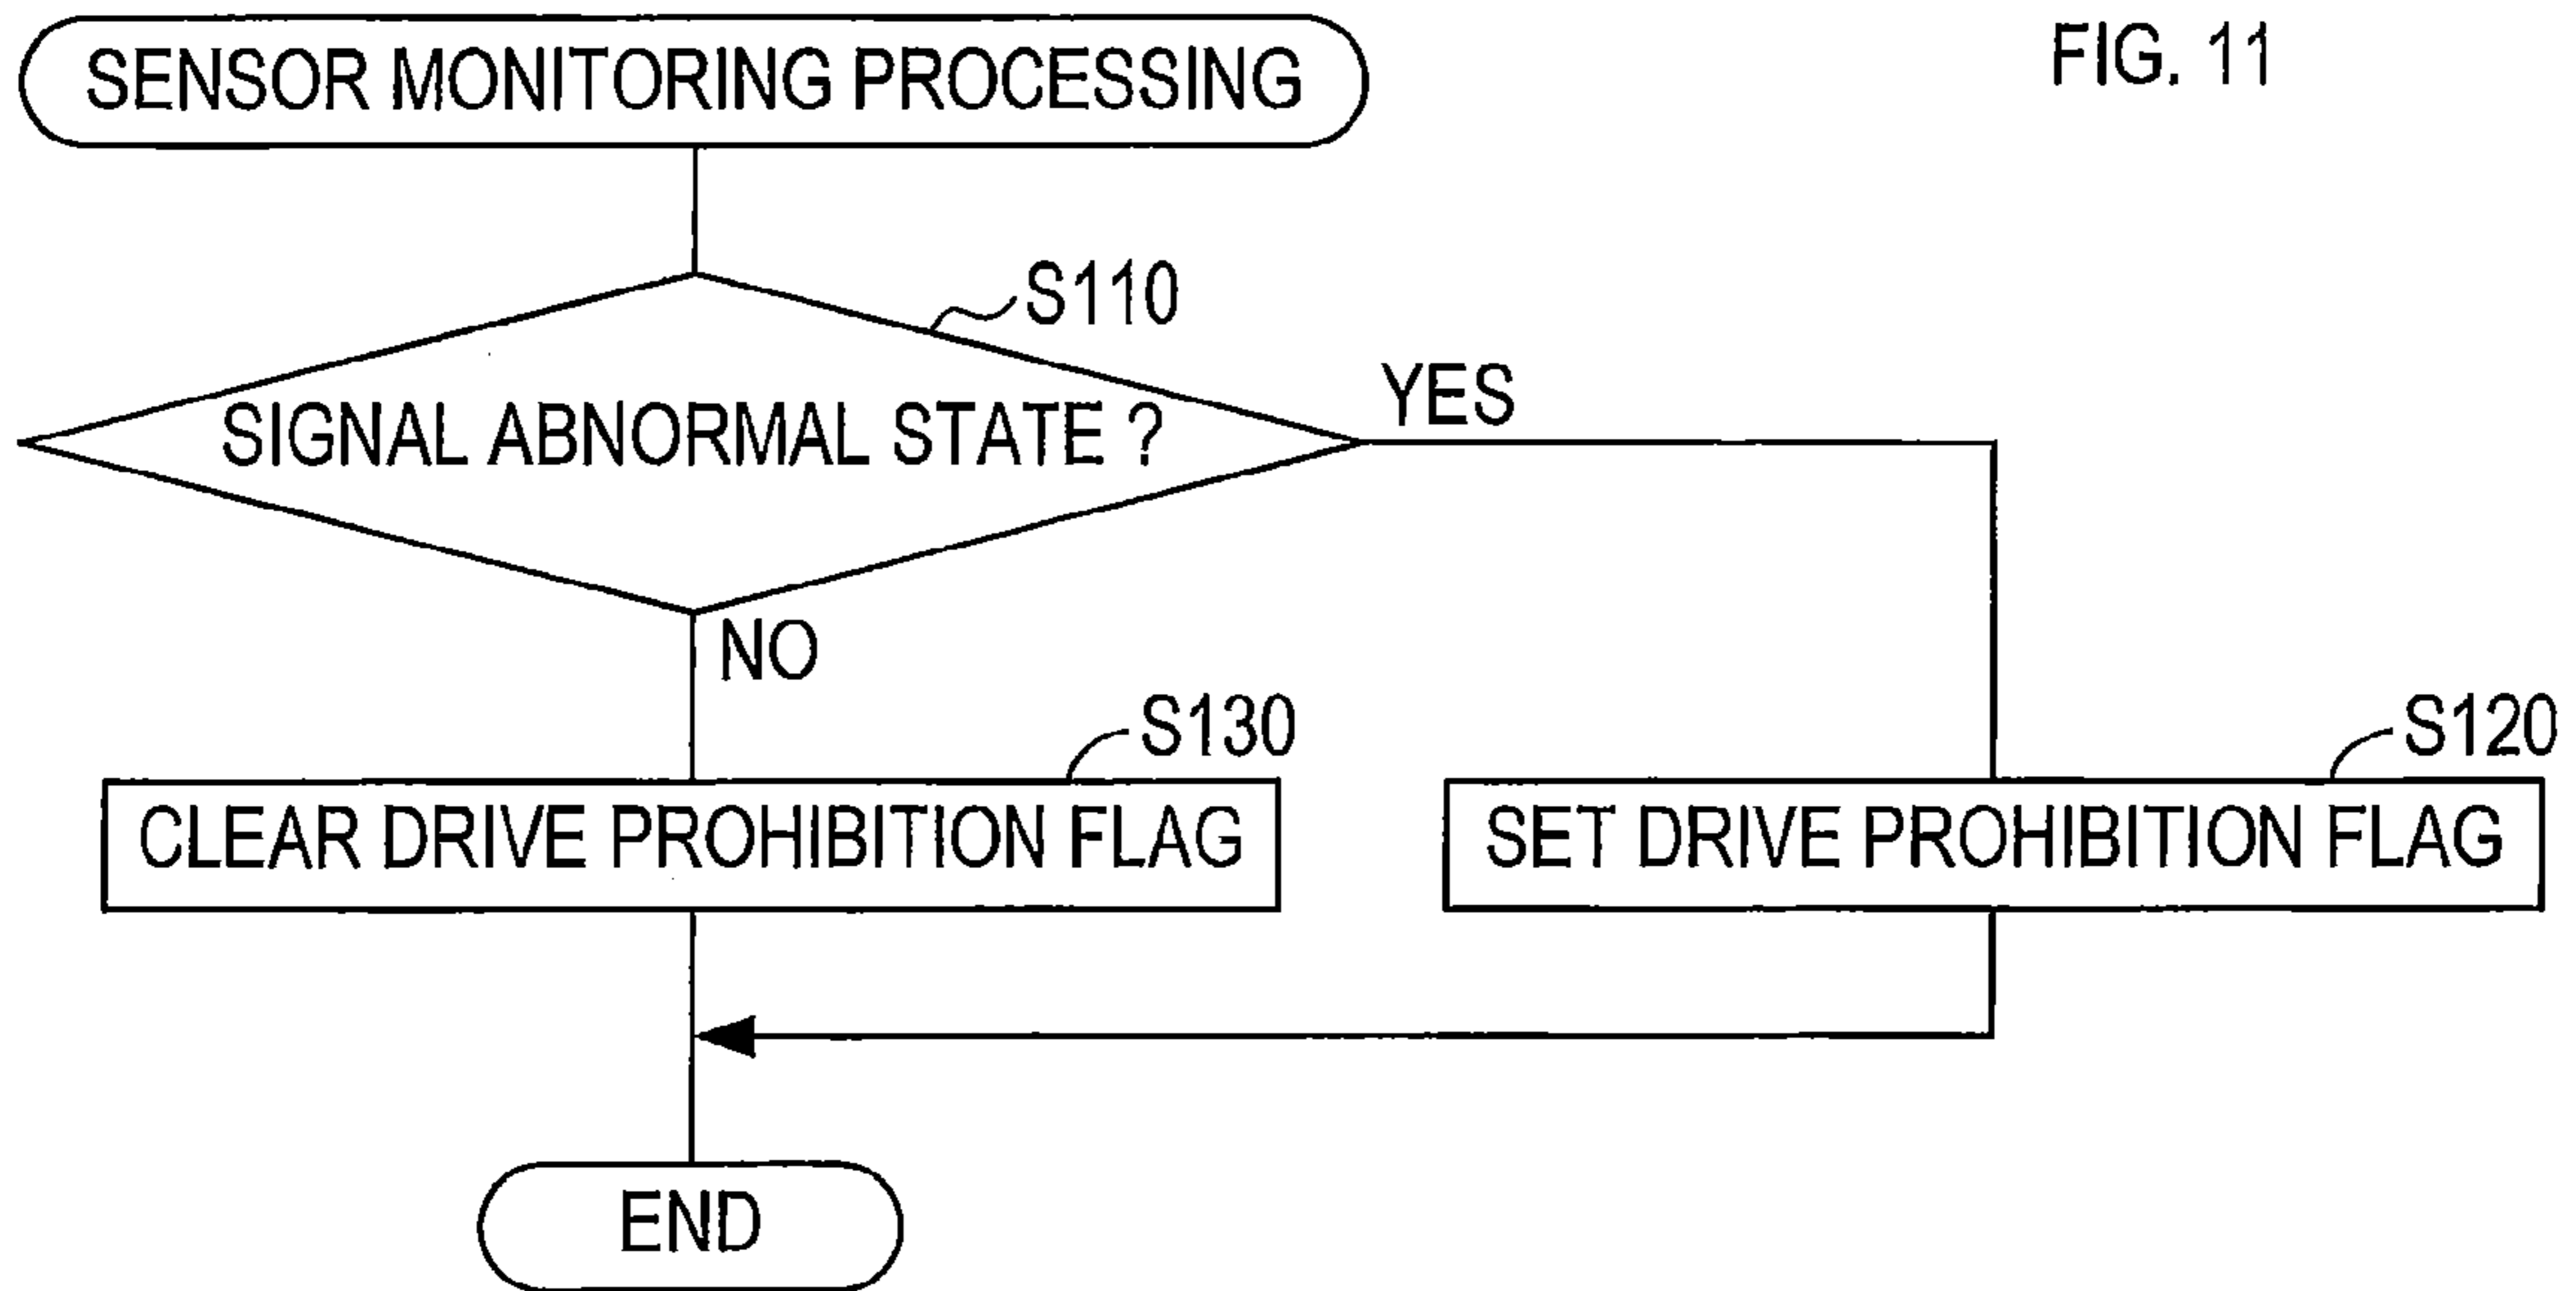 SENSOR MONITORING PROCESSING
FIG. 11
S110
SIGNAL ABNORMAL STATE ?
YES
NO
S130
CLEAR DRIVE PROHIBITION FLAG
S120
SET DRIVE PROHIBITION FLAG
END